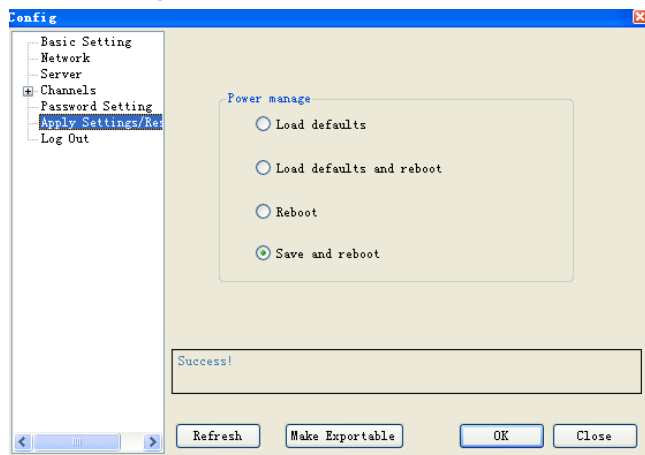 Config
Basic Setting
Network
Server
Channels
Password Setting
Apply Settings/Res
Log Out
Power manage
Load defaults
Load defaults and reboot
Reboot
Save and reboot
Success!
Refresh
Make Exportable
OK
Close